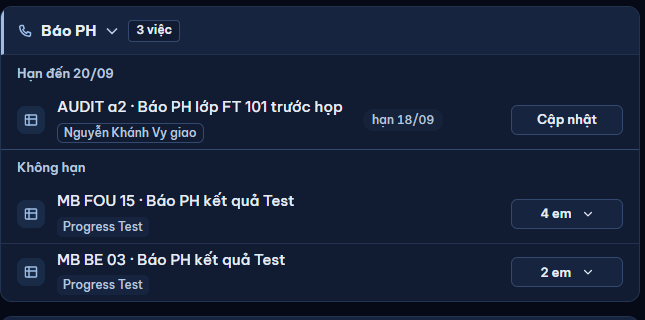 Báo PH 3 việc
Hạn đến 20/09
AUDIT a2 · Báo PH lớp FT 101 trước họp
Nguyễn Khánh Vy giao
hạn 18/09
Cập nhật
Không hạn
MB FOU 15 · Báo PH kết quả Test
Progress Test
4 em
MB BE 03 · Báo PH kết quả Test
Progress Test
2 em